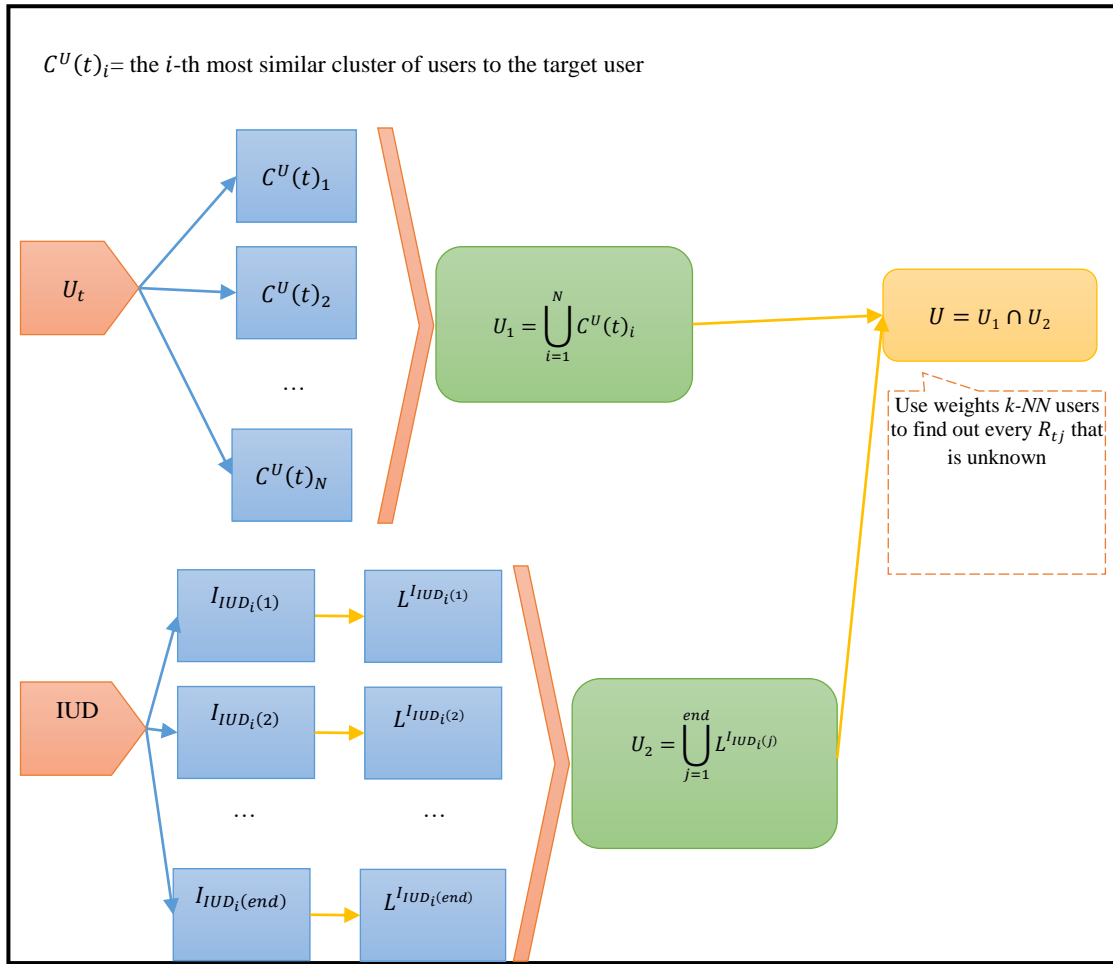 𝐶^𝑈(𝑡)_𝑖= the 𝑖-th most similar cluster of users to the target user
𝐶^𝑈(𝑡)_1
𝑈_𝑡
𝐶^𝑈(𝑡)_2
…
𝐶^𝑈(𝑡)_𝑁
𝑈_1 = ⋃_{𝑖=1}^{𝑁} 𝐶^𝑈(𝑡)_𝑖
𝑈 = 𝑈_1 ∩ 𝑈_2
Use weights k-NN users
to find out every 𝑅_{𝑡𝑗} that
is unknown
IUD
𝐼_{𝐼𝑈𝐷_𝑖(1)}
𝐿^{𝐼_{𝐼𝑈𝐷_𝑖(1)}}
𝐼_{𝐼𝑈𝐷_𝑖(2)}
𝐿^{𝐼_{𝐼𝑈𝐷_𝑖(2)}}
…
…
𝐼_{𝐼𝑈𝐷_𝑖(𝑒𝑛𝑑)}
𝐿^{𝐼_{𝐼𝑈𝐷_𝑖(𝑒𝑛𝑑)}}
𝑈_2 = ⋃_{𝑗=1}^{𝑒𝑛𝑑} 𝐿^{𝐼_{𝐼𝑈𝐷_𝑖(𝑗)}}